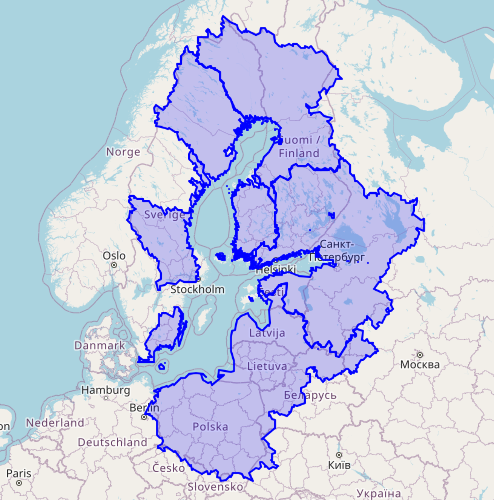 Norge
Suomi /
Finland
Sverige
Oslo
Санкт-
Петербург
Helsinki
Stockholm
Eesti
Latvija
Danmark
Москва
Lietuva
Hamburg
Беларусь
Berlin
Nederland
Polska
Deutschland
Київ
Česko
Paris
Slovensko
Україна